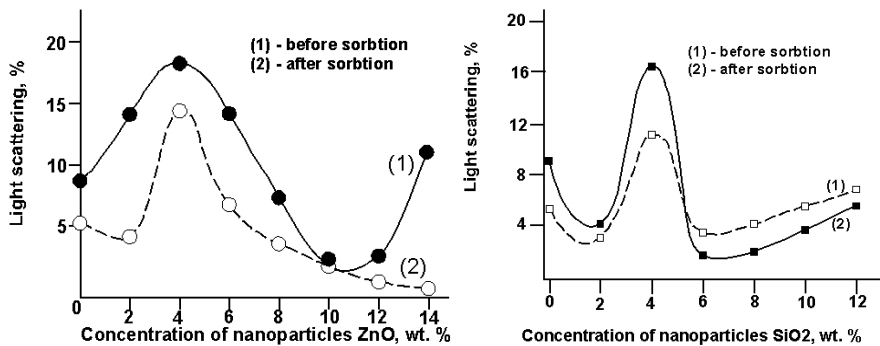 (1) - before sorbtion
(2) - after sorbtion
Light scattering, %
20
15
10
5
0 2 4 6 8 10 12 14
(1)
(2)
Concentration of nanoparticles ZnO, wt. %
(1) - before sorbtion
(2) - after sorbtion
Light scattering, %
20
16
12
8
4
0 2 4 6 8 10 12
(1)
(2)
Concentration of nanoparticles SiO2, wt. %